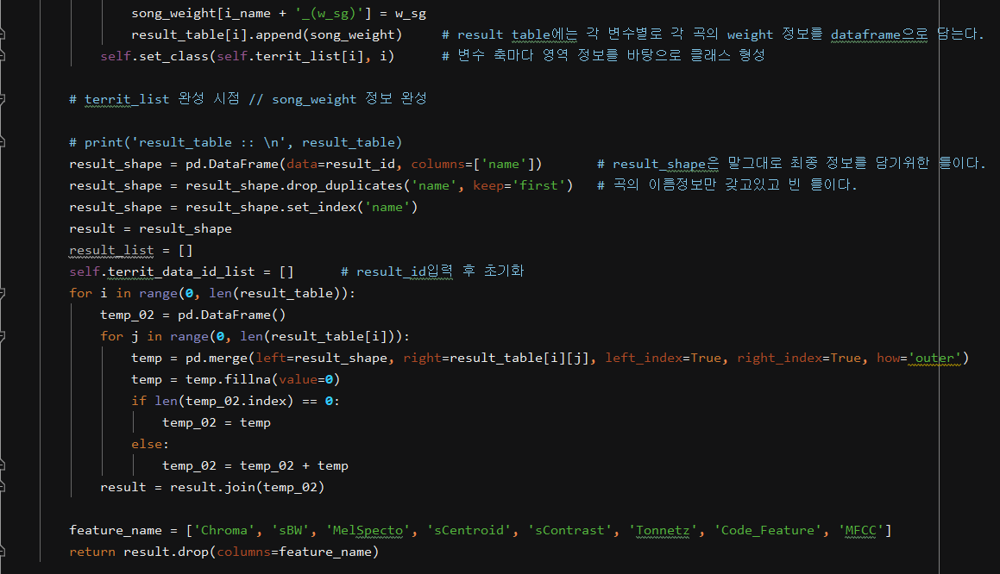 song_weight[i_name + '_(w_sg)'] = w_sg
result_table[i].append(song_weight)     # result table에는 각 변수별로 각 곡의 weight 정보를 dataframe으로 담는다.
self.set_class(self.territ_list[i], i)      # 변수 축마다 영역 정보를 바탕으로 클래스 형성
# territ_list 완성 시점 // song_weight 정보 완성
# print('result_table :: \n', result_table)
result_shape = pd.DataFrame(data=result_id, columns=['name'])       # result_shape은 말그대로 최종 정보를 담기위한 틀이다.
result_shape = result_shape.drop_duplicates('name', keep='first')   # 곡의 이름정보만 갖고있고 빈 틀이다.
result_shape = result_shape.set_index('name')
result = result_shape
result_list = []
self.territ_data_id_list = []      # result_id입력 후 초기화
for i in range(0, len(result_table)):
    temp_02 = pd.DataFrame()
    for j in range(0, len(result_table[i])):
        temp = pd.merge(left=result_shape, right=result_table[i][j], left_index=True, right_index=True, how='outer')
        temp = temp.fillna(value=0)
        if len(temp_02.index) == 0:
            temp_02 = temp
        else:
            temp_02 = temp_02 + temp
    result = result.join(temp_02)
feature_name = ['Chroma', 'sBW', 'MelSpecto', 'sCentroid', 'sContrast', 'Tonnetz', 'Code_Feature', 'MFCC']
return result.drop(columns=feature_name)